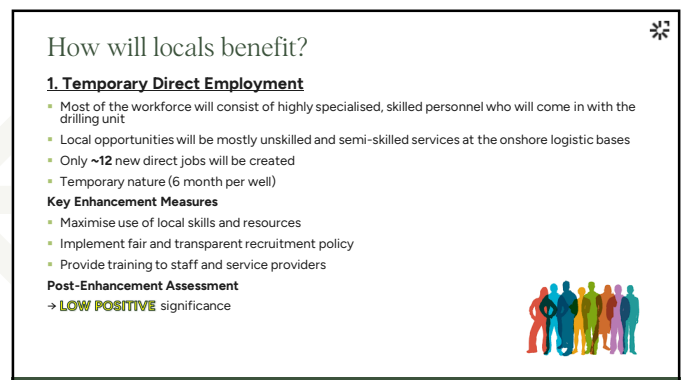 How will locals benefit?
1. Temporary Direct Employment
▪ Most of the workforce will consist of highly specialised, skilled personnel who will come in with the
drilling unit
▪ Local opportunities will be mostly unskilled and semi-skilled services at the onshore logistic bases
▪ Only ~12 new direct jobs will be created
▪ Temporary nature (6 month per well)
Key Enhancement Measures
▪ Maximise use of local skills and resources
▪ Implement fair and transparent recruitment policy
▪ Provide training to staff and service providers
Post-Enhancement Assessment
→ LOW POSITIVE significance